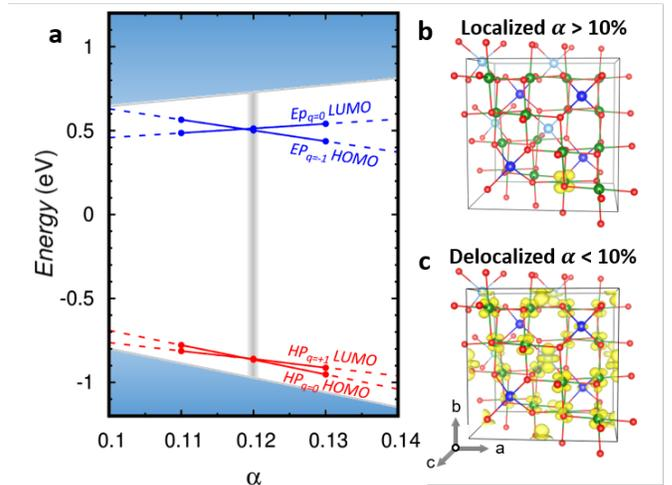 a
1
0.5
0
-0.5
-1
Energy (eV)
Ep q=0 LUMO
EP q=-1 HOMO
HP q=+1 LUMO
HP q=0 HOMO
0.1 0.11 0.12 0.13 0.14
α
b Localized α > 10%
c Delocalized α < 10%
b
a
c